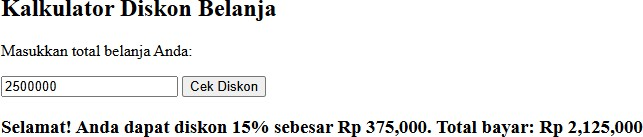 Kalkulator Diskon Belanja
Masukkan total belanja Anda:
2500000 Cek Diskon
Selamat! Anda dapat diskon 15% sebesar Rp 375,000. Total bayar: Rp 2,125,000